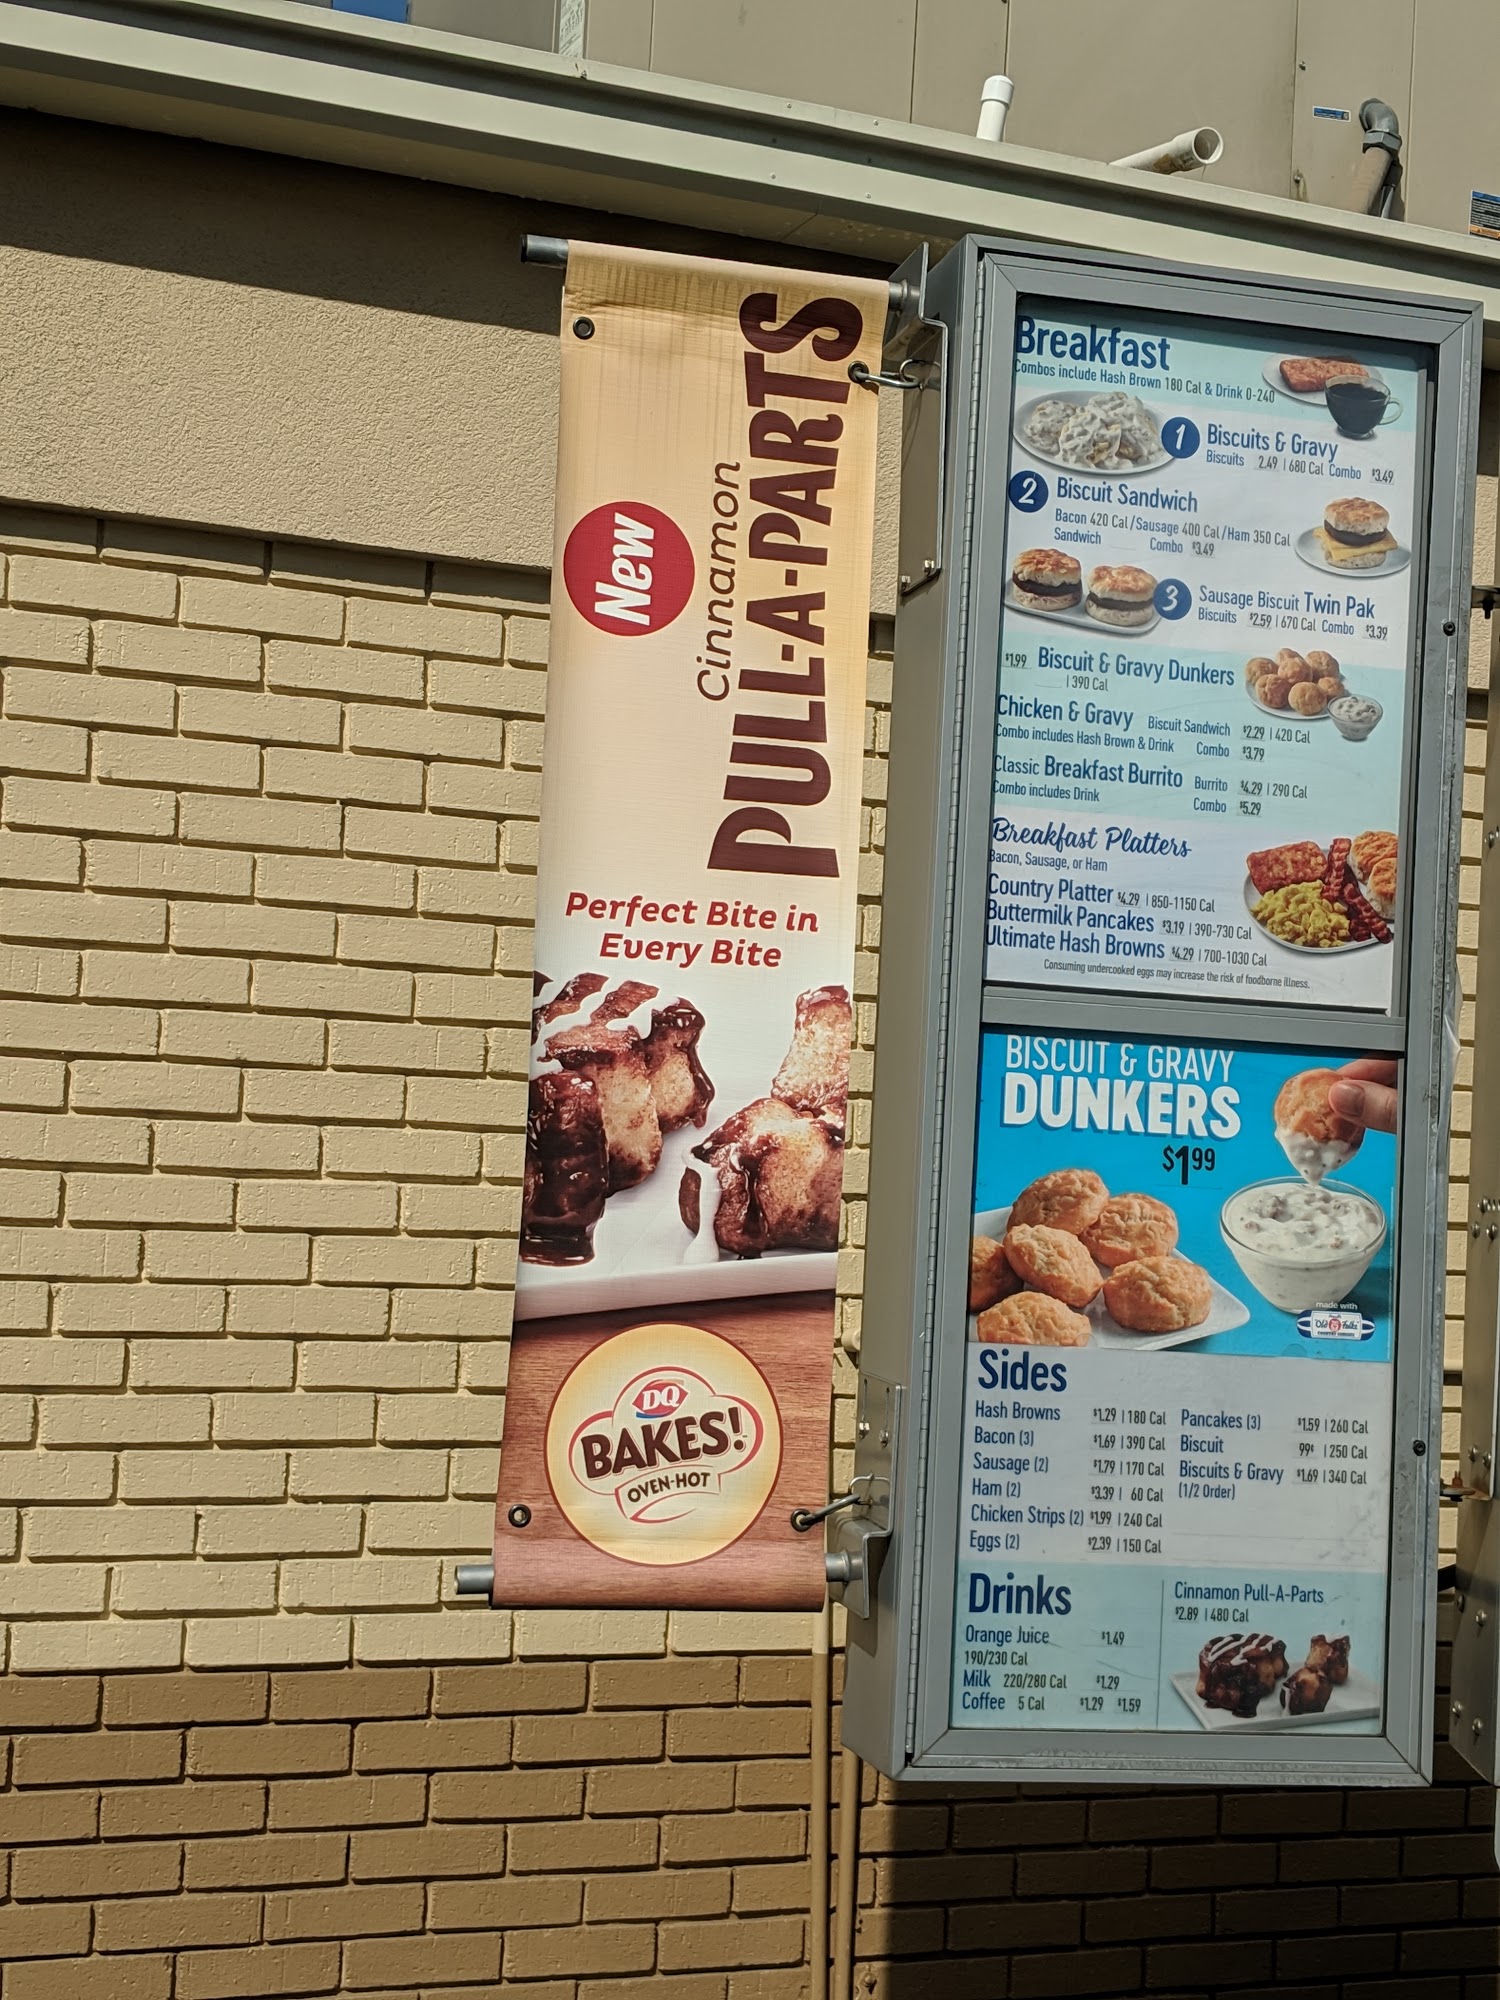 New
Cinnamon
PULL-A-PARTS
Perfect Bite in
Every Bite
DQ
BAKES!
OVEN-HOT
Breakfast
Combos include Hash Brown 180 Cal & Drink 0-240
1 Biscuits & Gravy
Biscuits 2.49 | 680 Cal Combo $3.49
2 Biscuit Sandwich
Bacon 420 Cal/Sausage 400 Cal/Ham 350 Cal
Sandwich Combo $3.49
3 Sausage Biscuit Twin Pak
Biscuits $2.59 | 670 Cal Combo $3.39
$1.99 Biscuit & Gravy Dunkers
| 390 Cal
Chicken & Gravy Biscuit Sandwich $2.29 | 420 Cal
Combo includes Hash Brown & Drink Combo $3.79
Classic Breakfast Burrito Burrito $4.29 | 290 Cal
Combo includes Drink Combo $5.29
Breakfast Platters
Bacon, Sausage, or Ham
Country Platter $4.29 | 850-1150 Cal
Buttermilk Pancakes $3.19 | 390-730 Cal
Ultimate Hash Browns $4.29 | 700-1030 Cal
Consuming undercooked eggs may increase the risk of foodborne illness.
BISCUIT & GRAVY
DUNKERS
$1.99
made with
Old Folks
Sides
Hash Browns $1.29 | 180 Cal
Bacon (3) $1.69 | 390 Cal
Sausage (2) $1.79 | 170 Cal
Ham (2) $3.39 | 60 Cal
Chicken Strips (2) $1.99 | 240 Cal
Eggs (2) $2.39 | 150 Cal
Pancakes (3) $1.59 | 260 Cal
Biscuit 99¢ | 250 Cal
Biscuits & Gravy $1.69 | 340 Cal
(1/2 Order)
Drinks
Orange Juice $1.49
190/230 Cal
Milk 220/280 Cal $1.29
Coffee 5 Cal $1.29 $1.59
Cinnamon Pull-A-Parts
$2.89 | 480 Cal